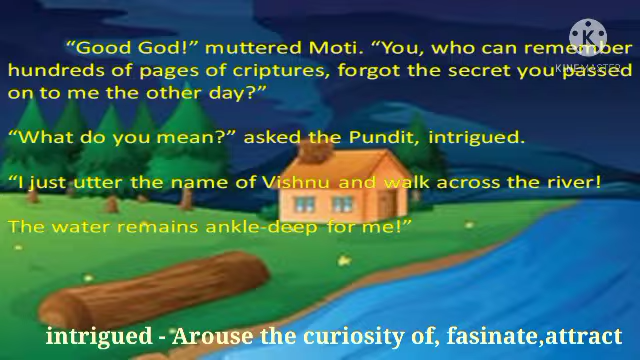 “Good God!” muttered Moti. “You, who can remember
hundreds of pages of criptures, forgot the secret you passed
on to me the other day?”
“What do you mean?” asked the Pundit, intrigued.
“I just utter the name of Vishnu and walk across the river!
The water remains ankle-deep for me!”
intrigued - Arouse the curiosity of, fasinate,attract
K
KINEMASTER